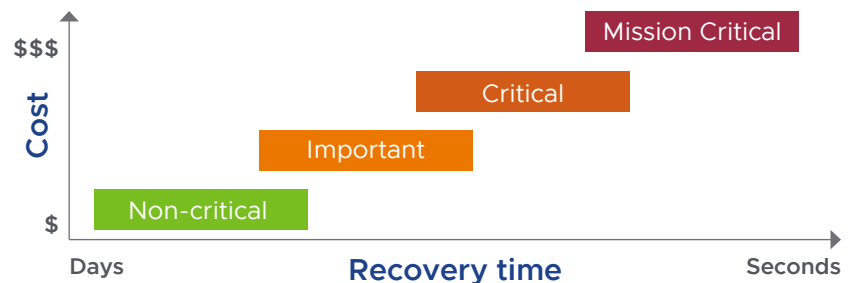 $$$
Mission Critical
Critical
Cost
Important
Non-critical
$
Days
Recovery time
Seconds